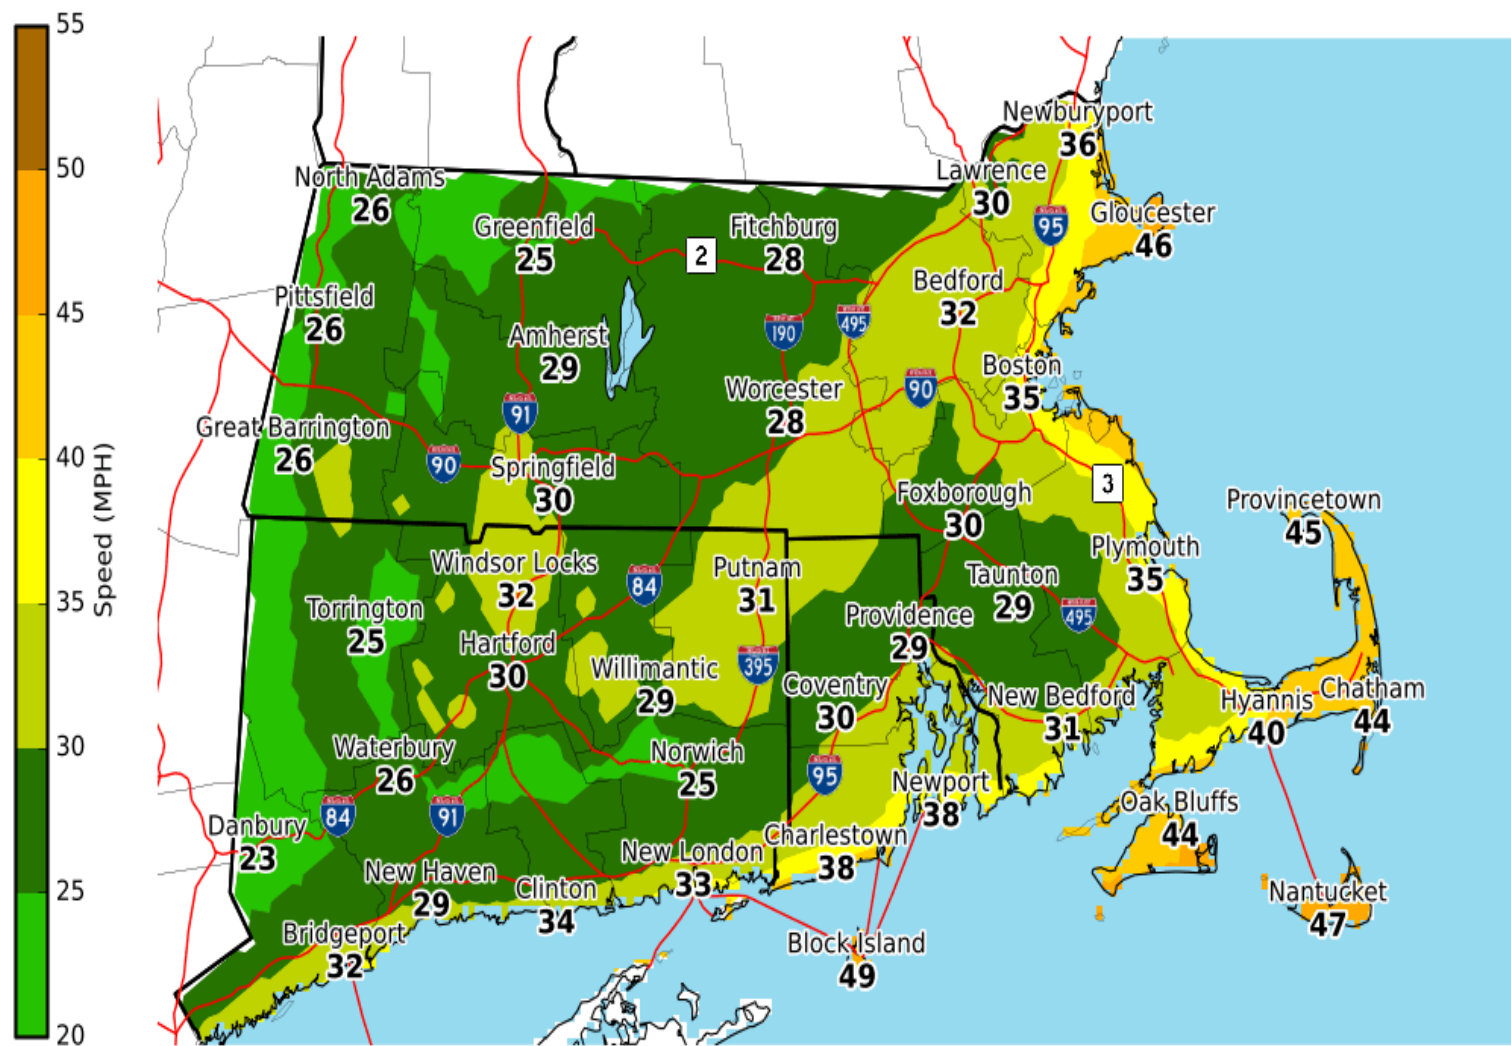 55
50
45
40
35
30
25
20
Speed (MPH)
Newburyport
36
North Adams
26
Lawrence
30
Gloucester
46
95
Greenfield
25
2
Fitchburg
28
Pittsfield
26
Bedford
32
190
495
Amherst
29
Boston
35
Worcester
28
90
91
Great Barrington
26
90
Springfield
30
3
Foxborough
30
Provincetown
45
Plymouth
35
Windsor Locks
32
84
Putnam
31
Taunton
29
495
Torrington
25
Providence
29
Hartford
30
Willimantic
29
395
Coventry
30
New Bedford
31
Hyannis
40
Chatham
44
Waterbury
26
Norwich
25
95
Newport
38
Oak Bluffs
44
84
91
Danbury
23
Charlestown
38
New London
33
New Haven
29
Clinton
34
Nantucket
47
Bridgeport
32
Block Island
49